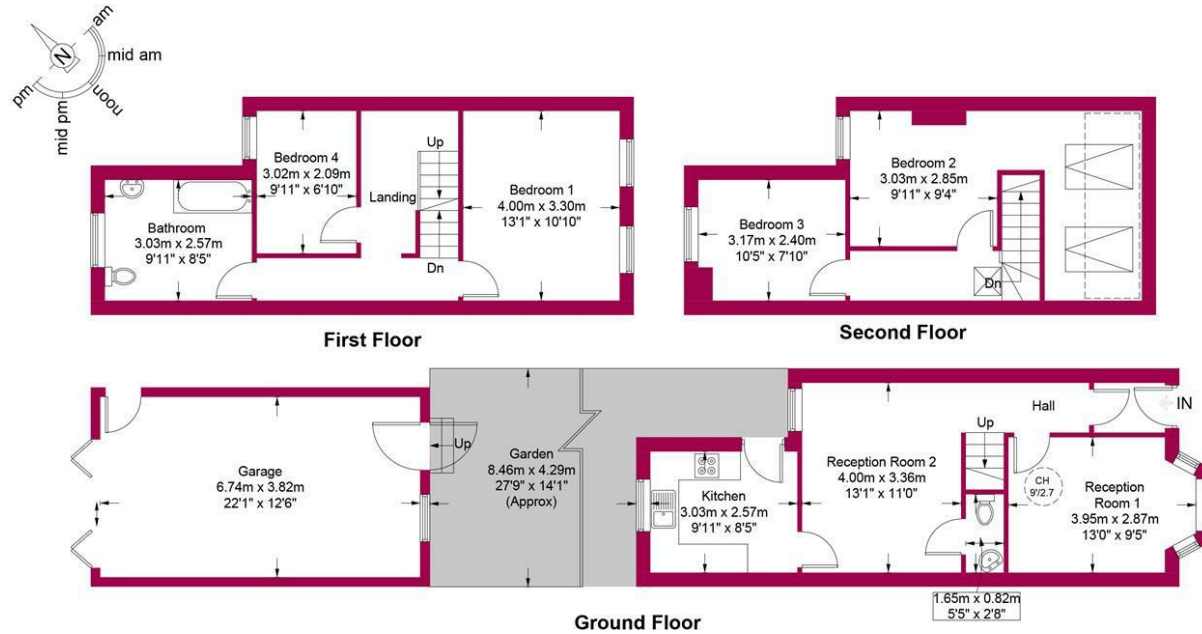 N
am
mid am
noon
mid pm
pm
Bedroom 4
3.02m x 2.09m
9'11" x 6'10"
Landing
Up
Dn
Bedroom 1
4.00m x 3.30m
13'1" x 10'10"
Bathroom
3.03m x 2.57m
9'11" x 8'5"
First Floor
Bedroom 2
3.03m x 2.85m
9'11" x 9'4"
Bedroom 3
3.17m x 2.40m
10'5" x 7'10"
Dn
Second Floor
Garage
6.74m x 3.82m
22'1" x 12'6"
Up
Garden
8.46m x 4.29m
27'9" x 14'1"
(Approx)
Kitchen
3.03m x 2.57m
9'11" x 8'5"
Reception Room 2
4.00m x 3.36m
13'1" x 11'0"
Hall
Up
IN
CH
9'/2.7
Reception
Room 1
3.95m x 2.87m
13'0" x 9'5"
1.65m x 0.82m
5'5" x 2'8"
Ground Floor